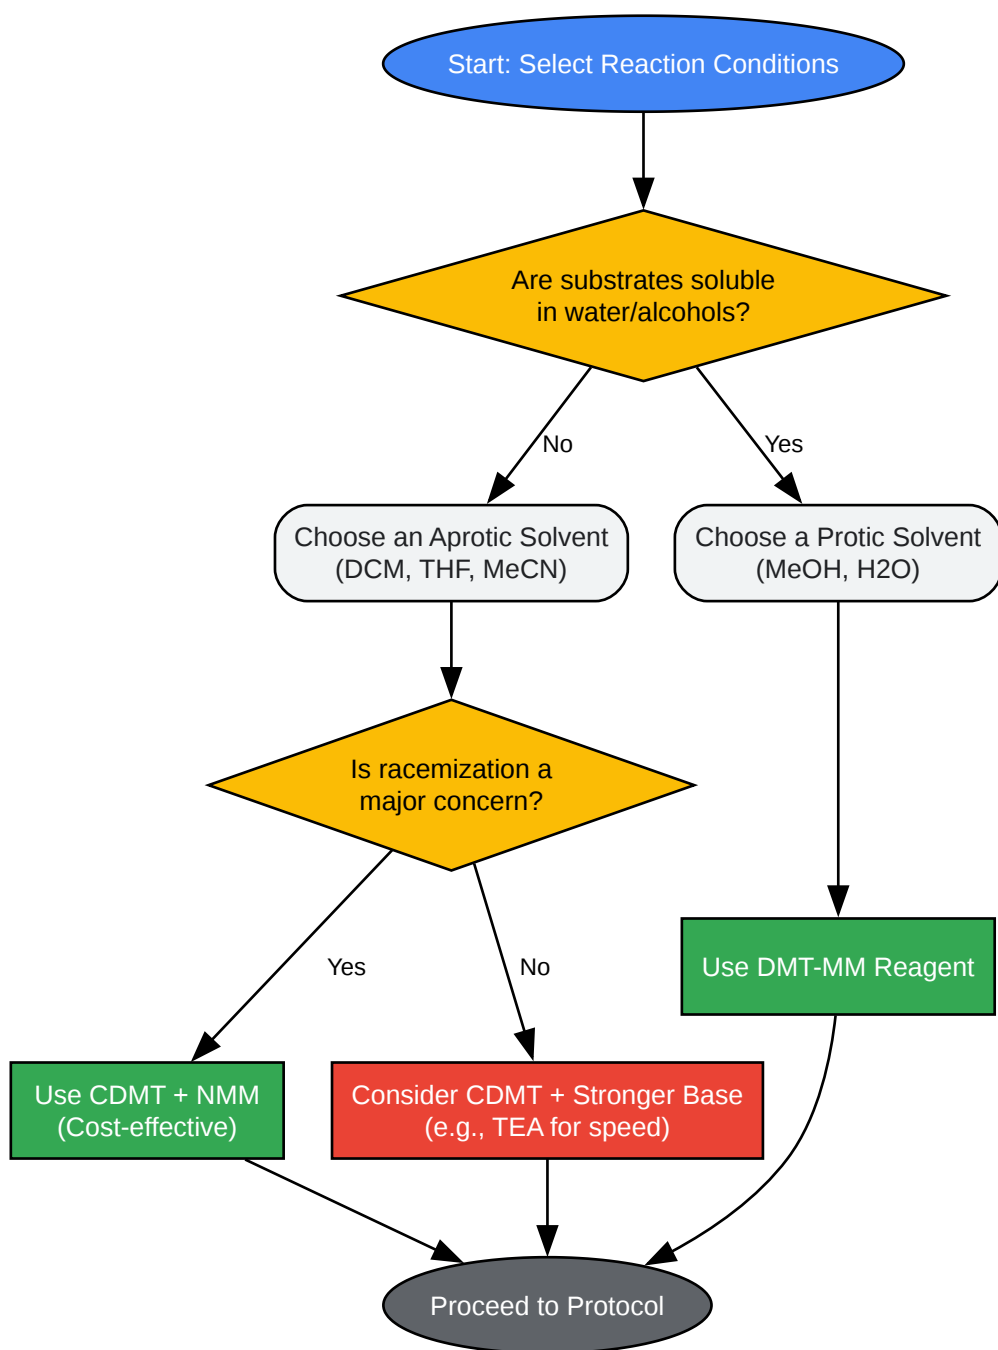 Start: Select Reaction Conditions
Are substrates soluble
in water/alcohols?
No
Yes
Choose an Aprotic Solvent
(DCM, THF, MeCN)
Choose a Protic Solvent
(MeOH, H2O)
Is racemization a
major concern?
Yes
No
Use DMT-MM Reagent
Use CDMT + NMM
(Cost-effective)
Consider CDMT + Stronger Base
(e.g., TEA for speed)
Proceed to Protocol